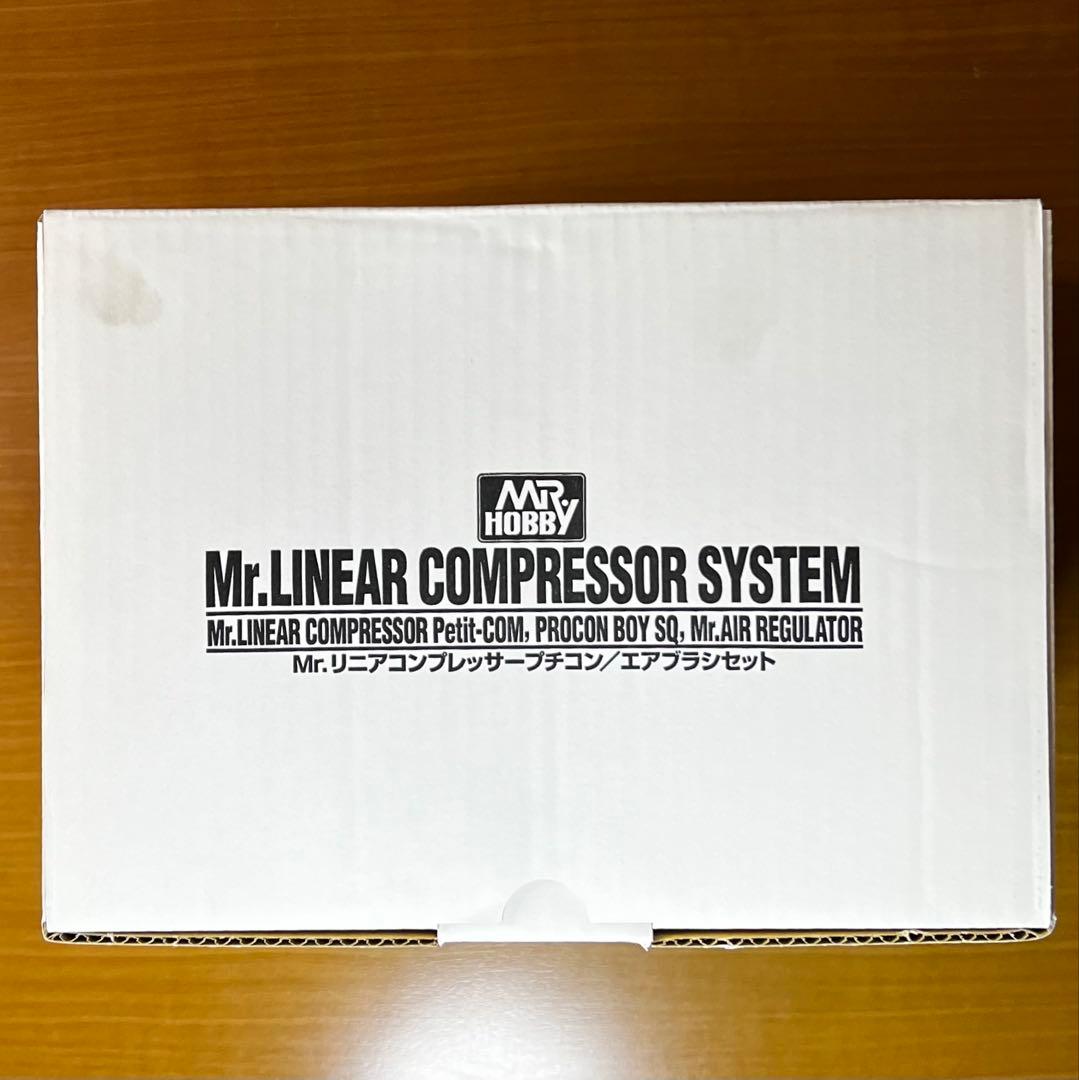 MR.
HOBBY
Mr.LINEAR COMPRESSOR SYSTEM
Mr.LINEAR COMPRESSOR Petit-COM, PROCON BOY SQ, Mr.AIR REGULATOR
Mr.リニアコンプレッサープチコン／エアブラシセット